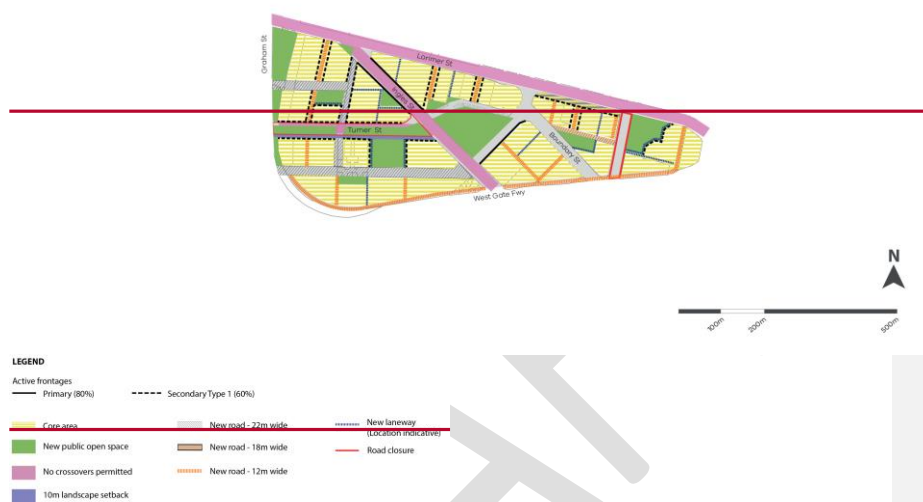 Graham St
Lorimer St
Ingles St
Turner St
Boundary St
West Gate Fwy
N
100m
200m
500m
LEGEND
Active frontages
Primary (80%)
Secondary Type 1 (60%)
Core area
New road - 22m wide
New laneway
(Location indicative)
New public open space
New road - 18m wide
Road closure
No crossovers permitted
New road - 12m wide
10m landscape setback